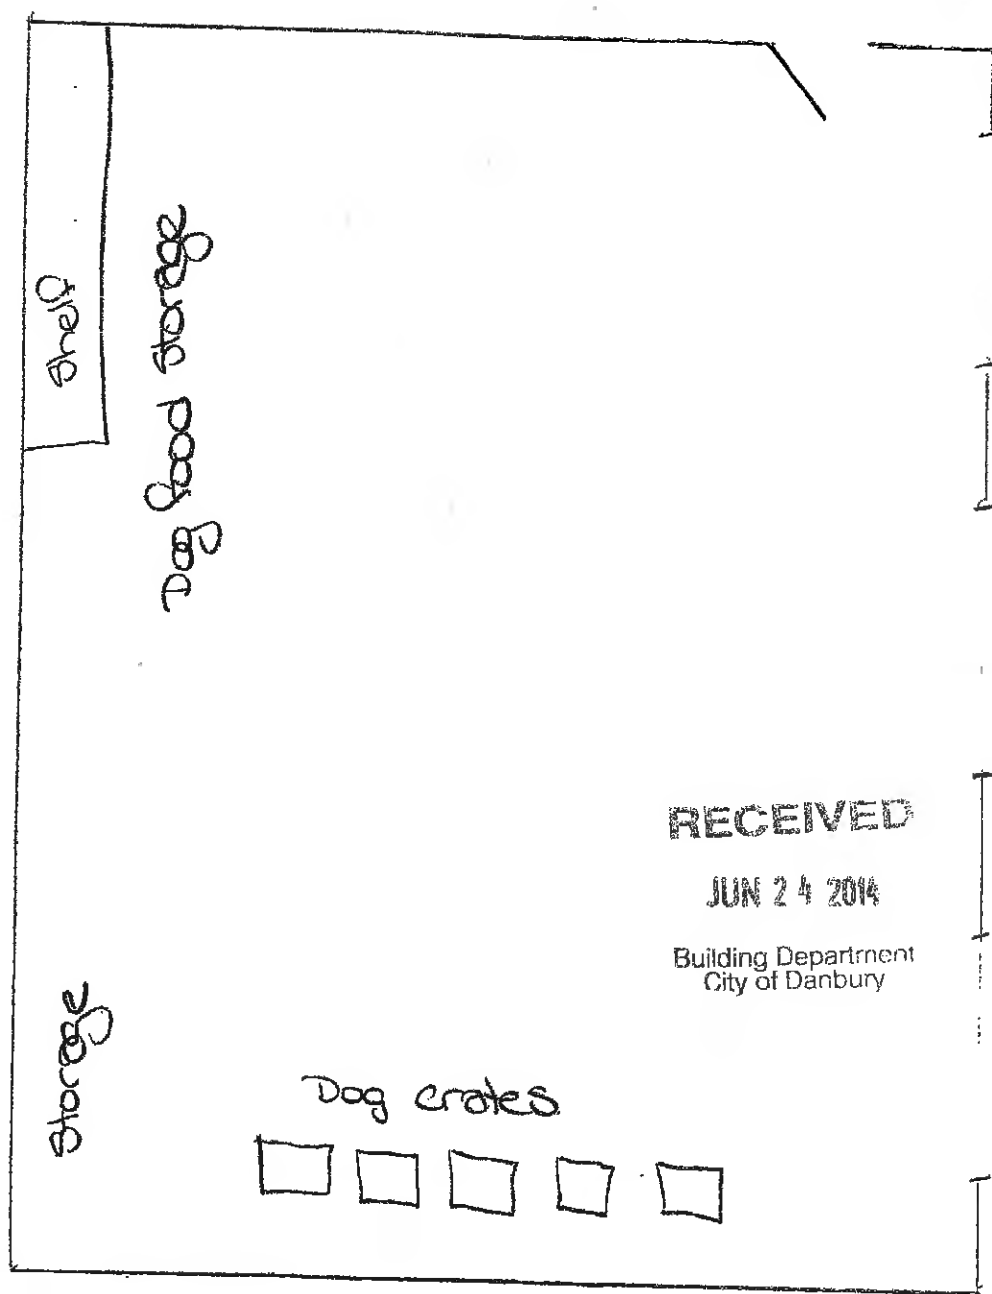 Shelf
Dog food storage
RECEIVED
JUN 24 2014
Building Department
City of Danbury
Storage
Dog crates